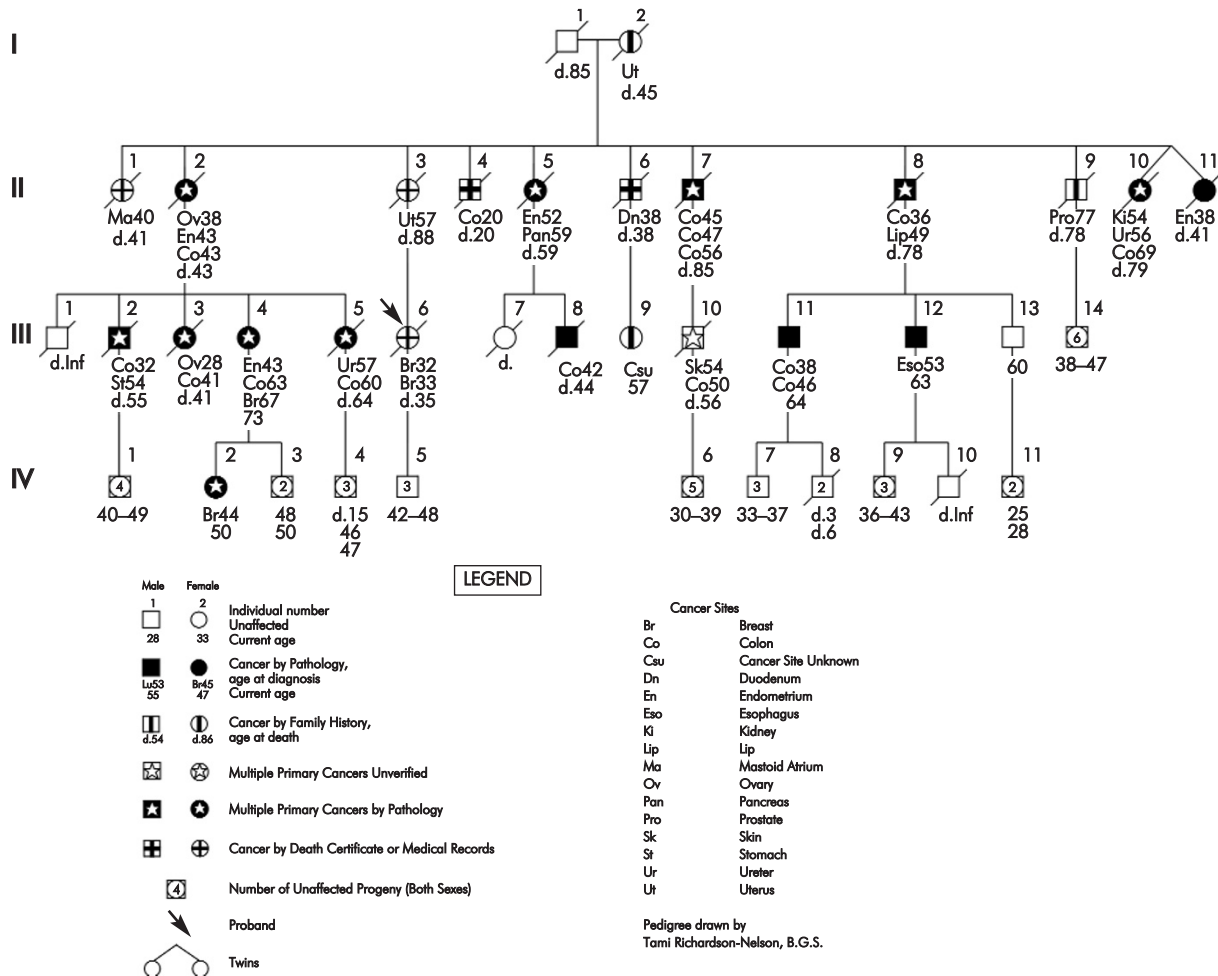 1 2
I
d.85 Ut
d.45
1 2 3 4 5 6 7 8 9 10 11
II
Ma40
d.41
Ov38
En43
Co43
d.43
Ut57
d.88
Co20
d.20
En52
Pan59
d.59
Dn38
d.38
Co45
Co47
Co56
d.85
Co36
Lip49
d.78
Pro77
d.78
Ki54
Ur56
Co69
d.79
En38
d.41
1 2 3 4 5 6 7 8 9 10 11 12 13 14
III
d.Inf
Co32
St54
d.55
Ov28
Co41
d.41
En43
Co63
Br67
73
Ur57
Co60
d.64
Br32
Br33
d.35
d.
Co42
d.44
Csu
57
Sk54
Co50
d.56
Co38
Co46
64
Eso53
63
60
6
38–47
1 2 3 4 5 6 7 8 9 10 11
IV
4
40–49
Br44
50
2
48
50
3
d.15
46
47
3
42–48
5
30–39
3
33–37
2
d.3
d.6
3
36–43
d.Inf
2
25
28
LEGEND
Male Female
1 2 Individual number
Unaffected
28 33 Current age
Cancer by Pathology,
Lu53 Br45 age at diagnosis
55 47 Current age
Cancer by Family History,
d.54 d.86 age at death
Multiple Primary Cancers Unverified
Multiple Primary Cancers by Pathology
Cancer by Death Certificate or Medical Records
4 Number of Unaffected Progeny (Both Sexes)
Proband
Twins
Cancer Sites
Br Breast
Co Colon
Csu Cancer Site Unknown
Dn Duodenum
En Endometrium
Eso Esophagus
Ki Kidney
Lip Lip
Ma Mastoid Atrium
Ov Ovary
Pan Pancreas
Pro Prostate
Sk Skin
St Stomach
Ur Ureter
Ut Uterus
Pedigree drawn by
Tami Richardson-Nelson, B.G.S.